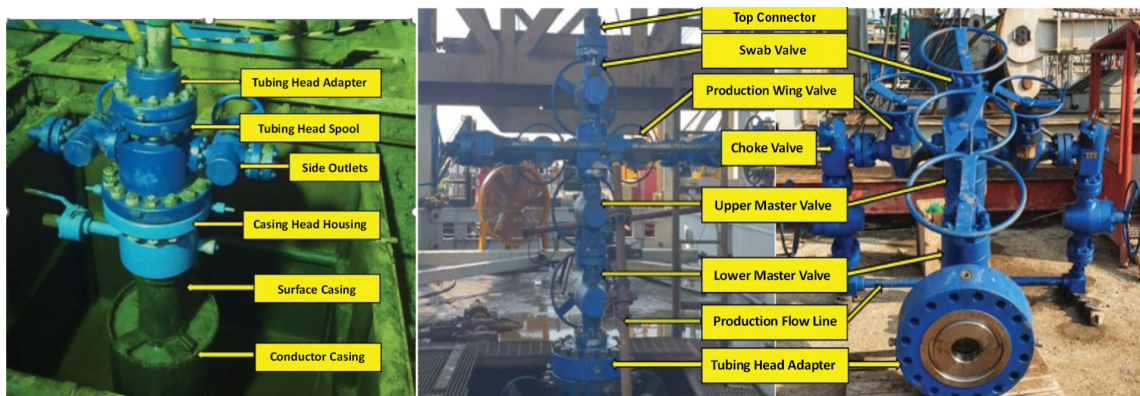 Tubing Head Adapter
Tubing Head Spool
Side Outlets
Casing Head Housing
Surface Casing
Conductor Casing
Top Connector
Swab Valve
Production Wing Valve
Choke Valve
Upper Master Valve
Lower Master Valve
Production Flow Line
Tubing Head Adapter